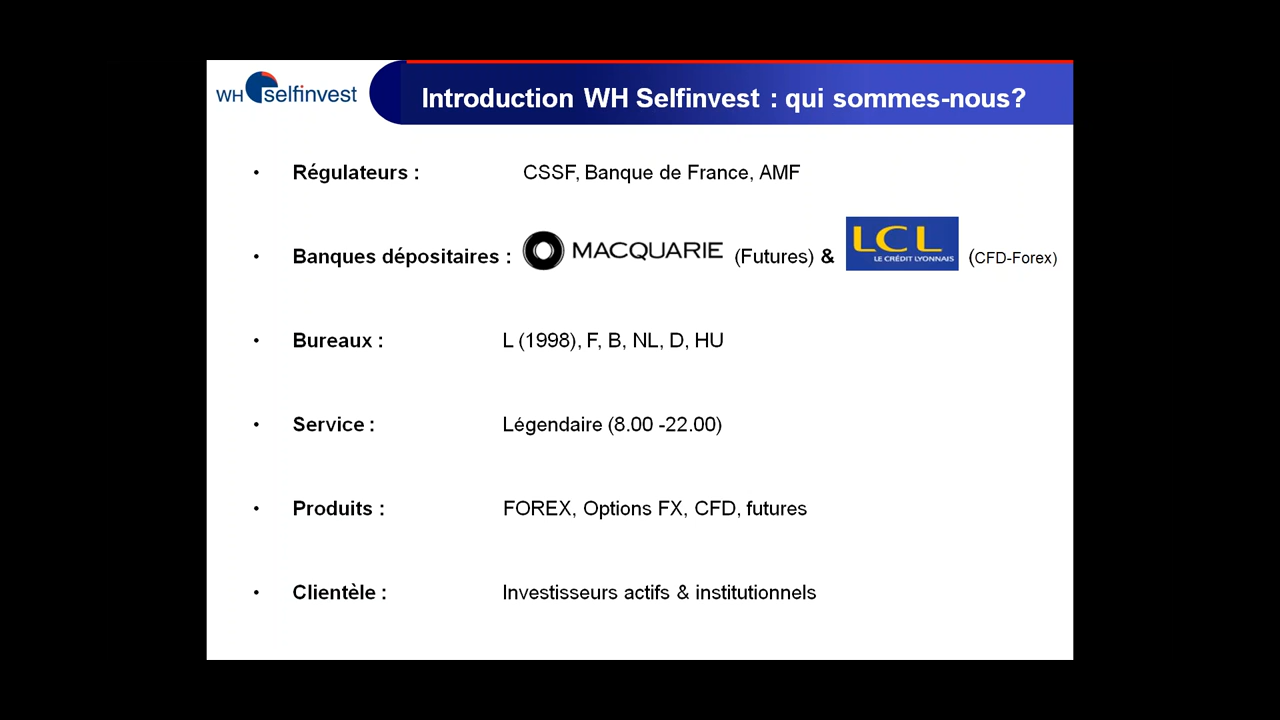 WH selfinvest
Introduction WH Selfinvest : qui sommes-nous?
• Régulateurs : CSSF, Banque de France, AMF
• Banques dépositaires : MACQUARIE (Futures) & LCL LE CRÉDIT LYONNAIS (CFD-Forex)
• Bureaux : L (1998), F, B, NL, D, HU
• Service : Légendaire (8.00 -22.00)
• Produits : FOREX, Options FX, CFD, futures
• Clientèle : Investisseurs actifs & institutionnels